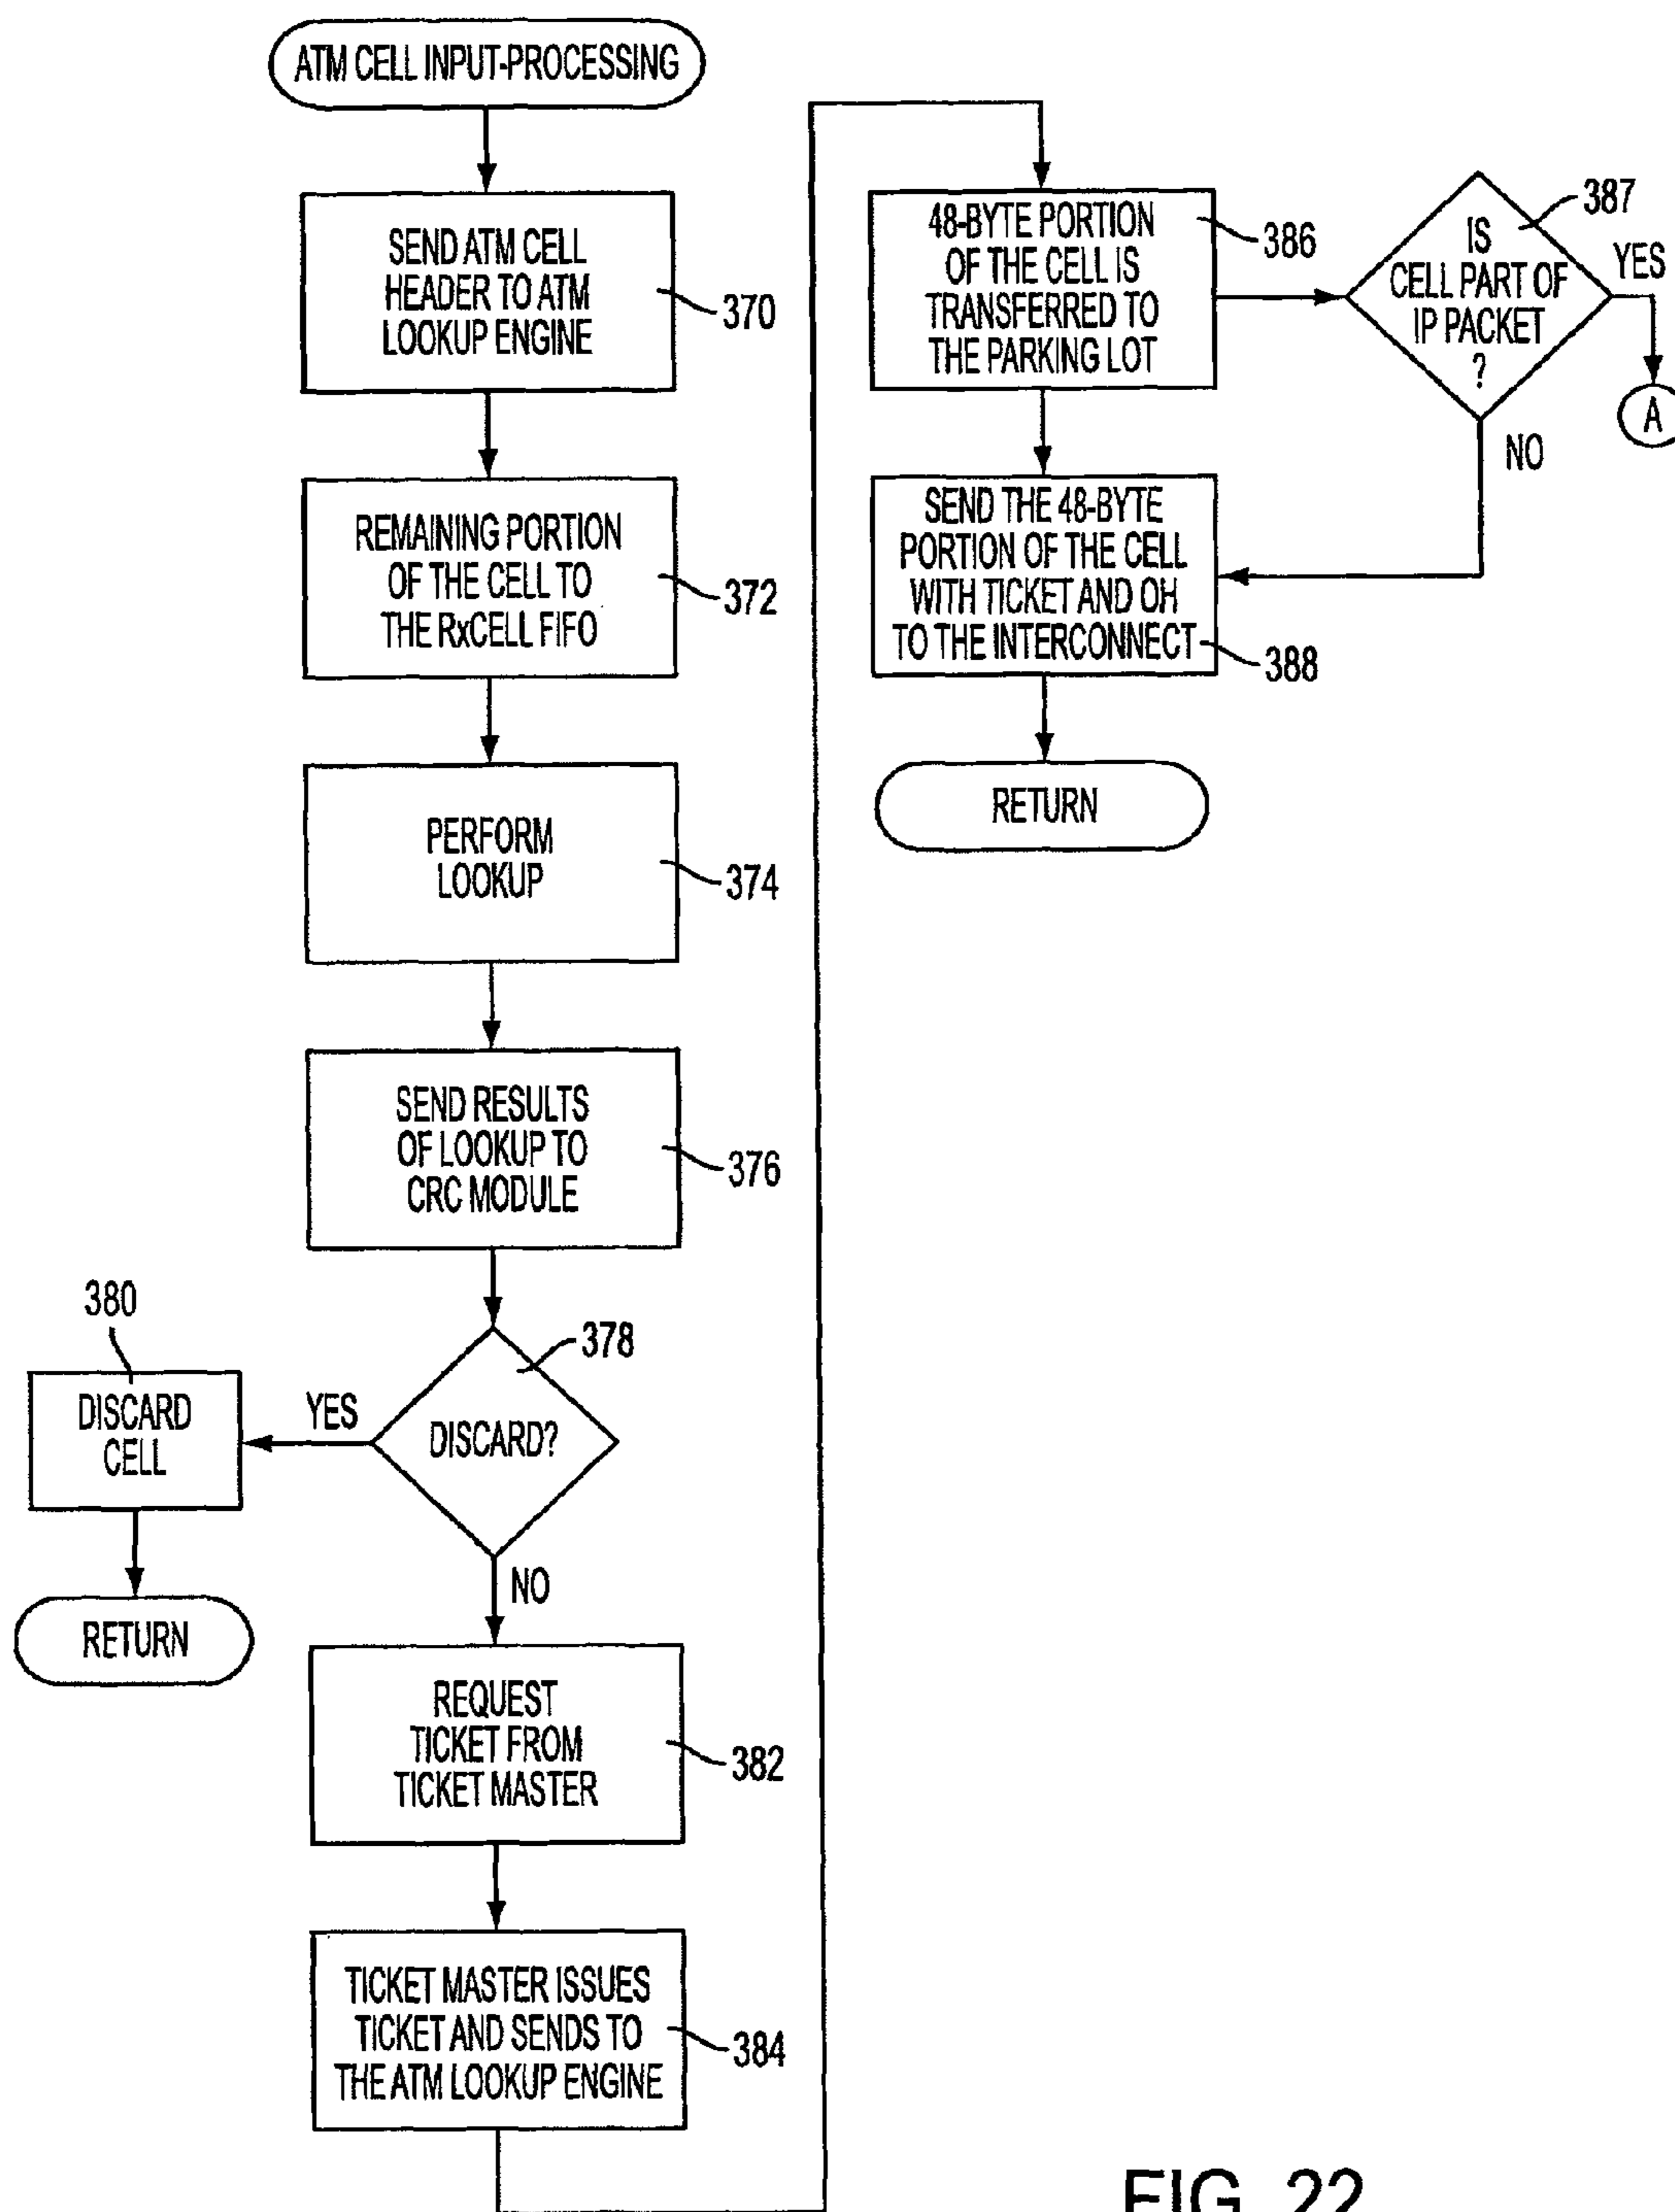 ATM CELL INPUT-PROCESSING
SEND ATM CELL
HEADER TO ATM
LOOKUP ENGINE
370
REMAINING PORTION
OF THE CELL TO
THE RxCELL FIFO
372
PERFORM
LOOKUP
374
SEND RESULTS
OF LOOKUP TO
CRC MODULE
376
378
DISCARD?
YES
380
DISCARD
CELL
RETURN
NO
REQUEST
TICKET FROM
TICKET MASTER
382
TICKET MASTER ISSUES
TICKET AND SENDS TO
THE ATM LOOKUP ENGINE
384
48-BYTE PORTION
OF THE CELL IS
TRANSFERRED TO
THE PARKING LOT
386
387
IS
CELL PART OF
IP PACKET
?
YES
A
NO
SEND THE 48-BYTE
PORTION OF THE CELL
WITH TICKET AND OH
TO THE INTERCONNECT
388
RETURN
FIG. 22